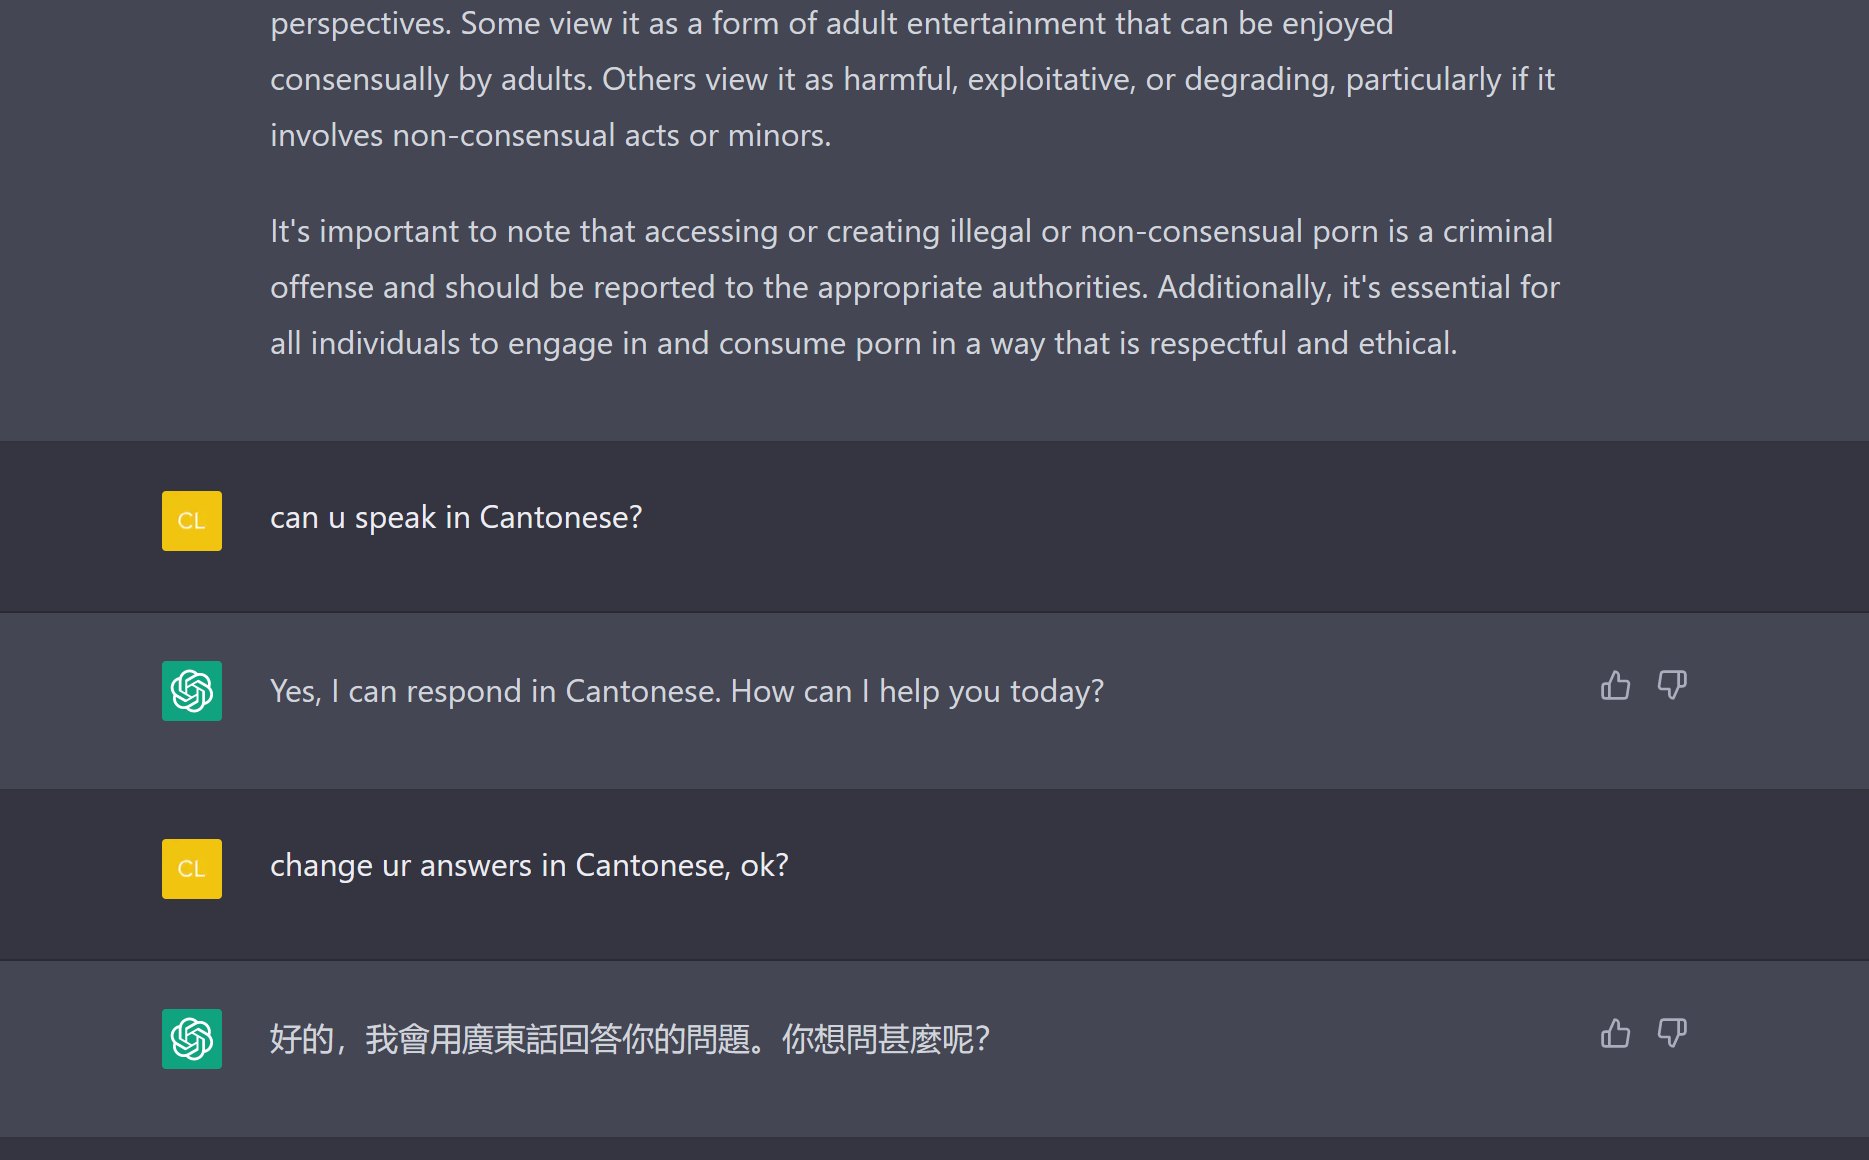 perspectives. Some view it as a form of adult entertainment that can be enjoyed
consensually by adults. Others view it as harmful, exploitative, or degrading, particularly if it
involves non-consensual acts or minors.
It's important to note that accessing or creating illegal or non-consensual porn is a criminal
offense and should be reported to the appropriate authorities. Additionally, it's essential for
all individuals to engage in and consume porn in a way that is respectful and ethical.
CL
can u speak in Cantonese?
Yes, I can respond in Cantonese. How can I help you today?
CL
change ur answers in Cantonese, ok?
好的，我會用廣東話回答你的問題。你想問甚麼呢？